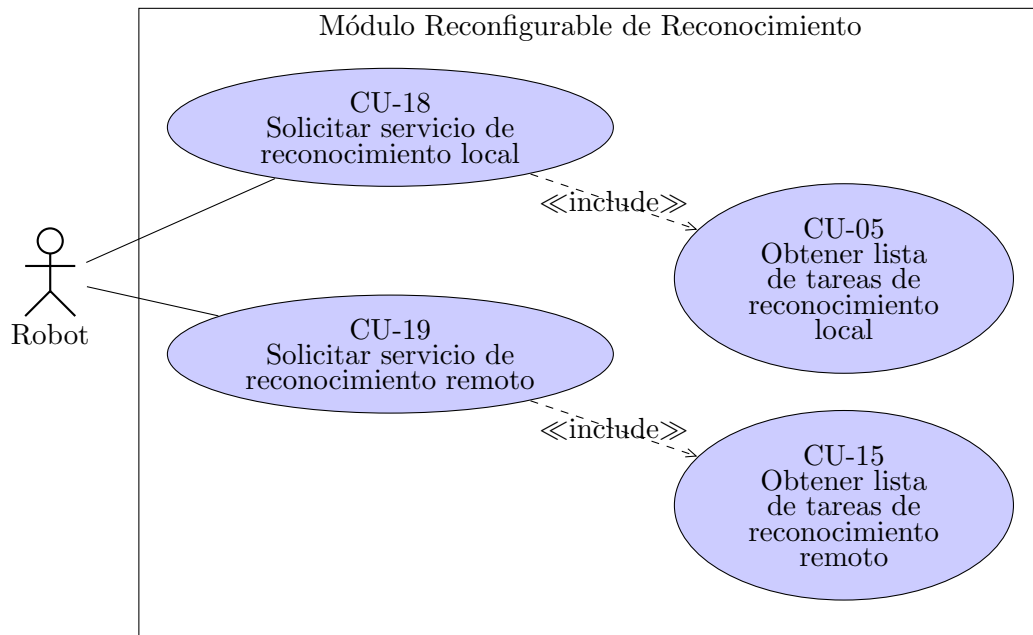 Módulo Reconfigurable de Reconocimiento
CU-18
Solicitar servicio de
reconocimiento local
≪include≫
CU-05
Obtener lista
de tareas de
reconocimiento
local
Robot
CU-19
Solicitar servicio de
reconocimiento remoto
≪include≫
CU-15
Obtener lista
de tareas de
reconocimiento
remoto